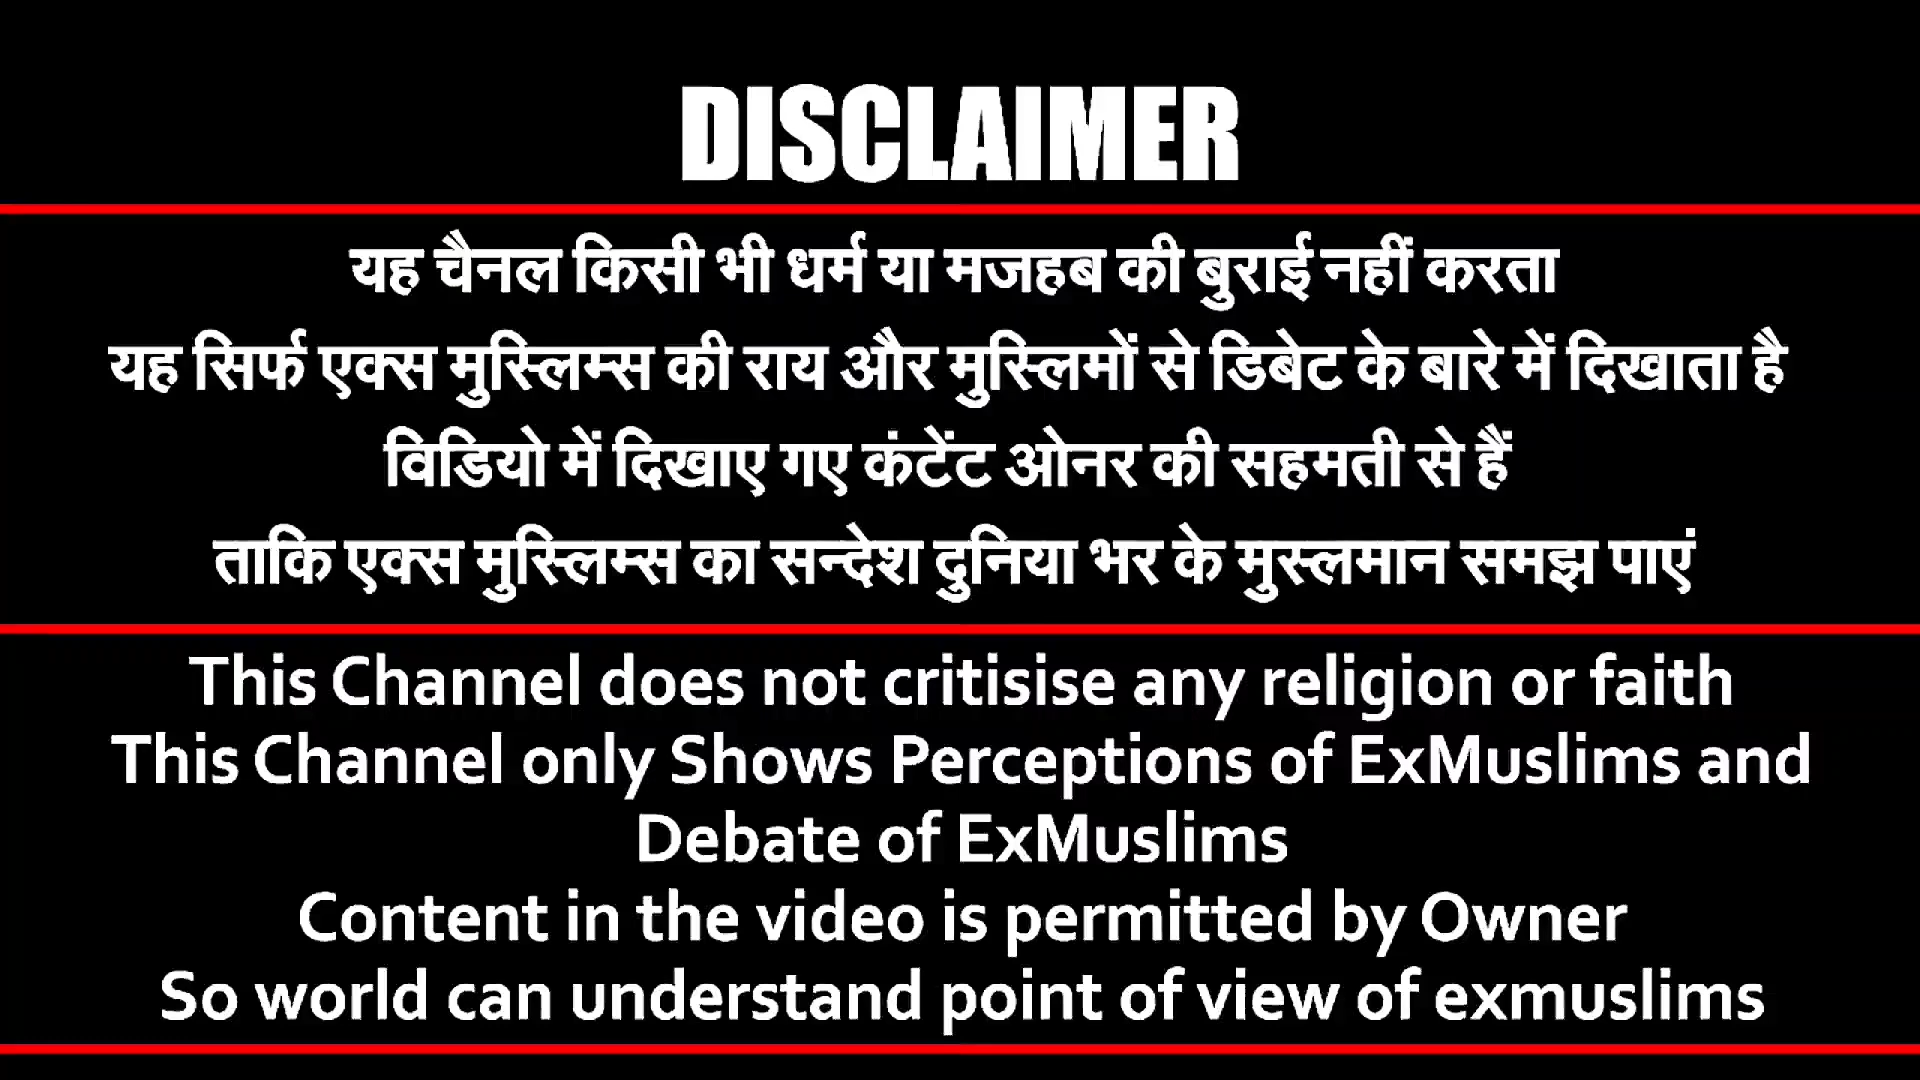 DISCLAIMER
यह चैनल किसी भी धर्म या मजहब की बुराई नहीं करता
यह सिर्फ एक्स मुस्लिम्स की राय और मुस्लिमों से डिबेट के बारे में दिखाता है
विडियो में दिखाए गए कंटेंट ओनर की सहमती से हैं
ताकि एक्स मुस्लिम्स का सन्देश दुनिया भर के मुस्लमान समझ पाएं
This Channel does not critisise any religion or faith
This Channel only Shows Perceptions of ExMuslims and
Debate of ExMuslims
Content in the video is permitted by Owner
So world can understand point of view of exmuslims